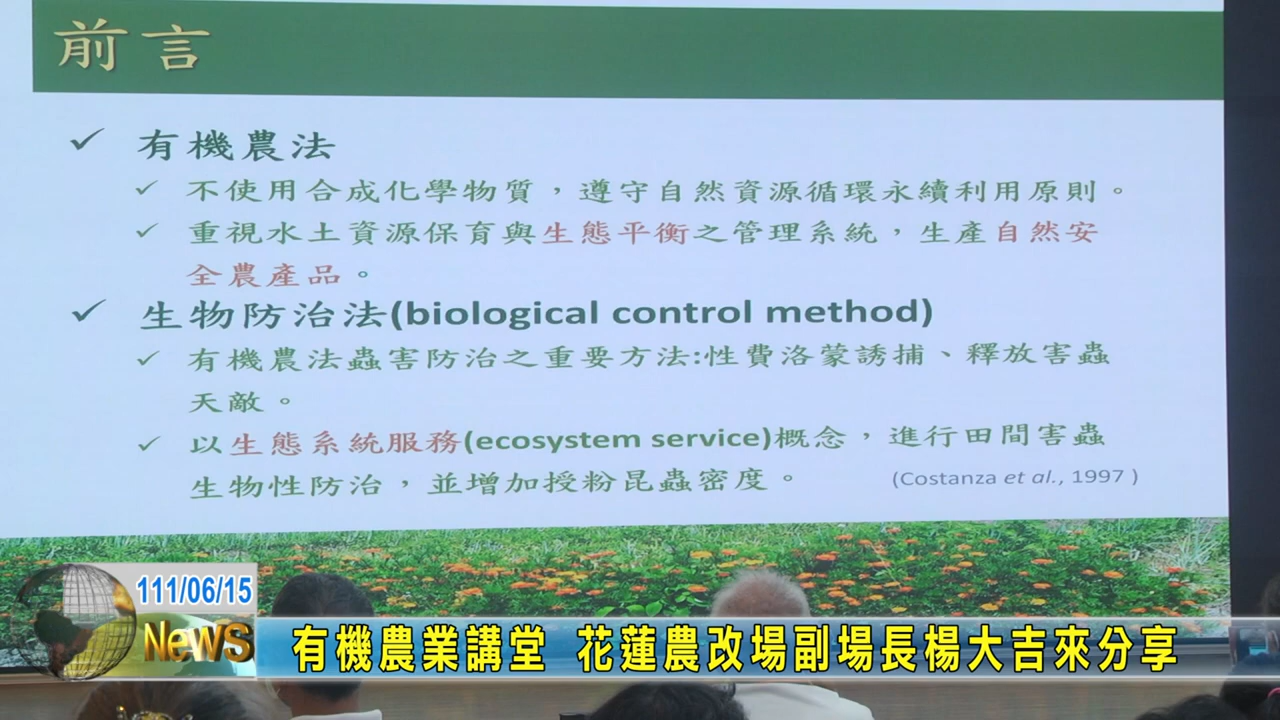 前言
✓ 有機農法
✓ 不使用合成化學物質，遵守自然資源循環永續利用原則。
✓ 重視水土資源保育與生態平衡之管理系統，生產自然安
全農產品。
✓ 生物防治法(biological control method)
✓ 有機農法蟲害防治之重要方法:性費洛蒙誘捕、釋放害蟲
天敵。
✓ 以生態系統服務(ecosystem service)概念，進行田間害蟲
生物性防治，並增加授粉昆蟲密度。
(Costanza et al., 1997 )
111/06/15
NewS
有機農業講堂 花蓮農改場副場長楊大吉來分享